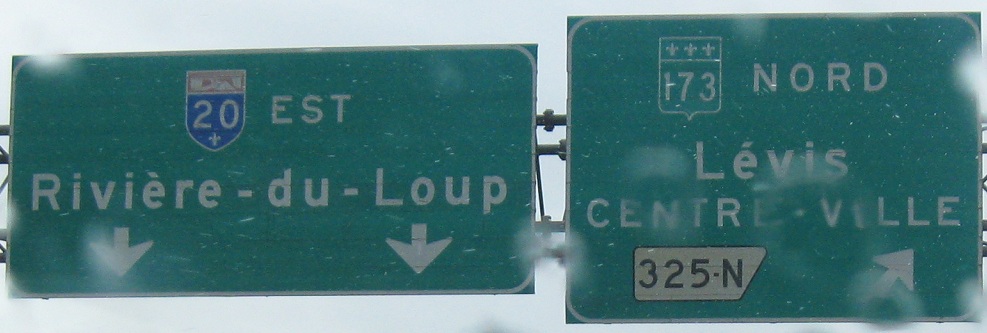 20 EST
Rivière-du-Loup
173 NORD
Lévis
CENTRE-VILLE
325-N